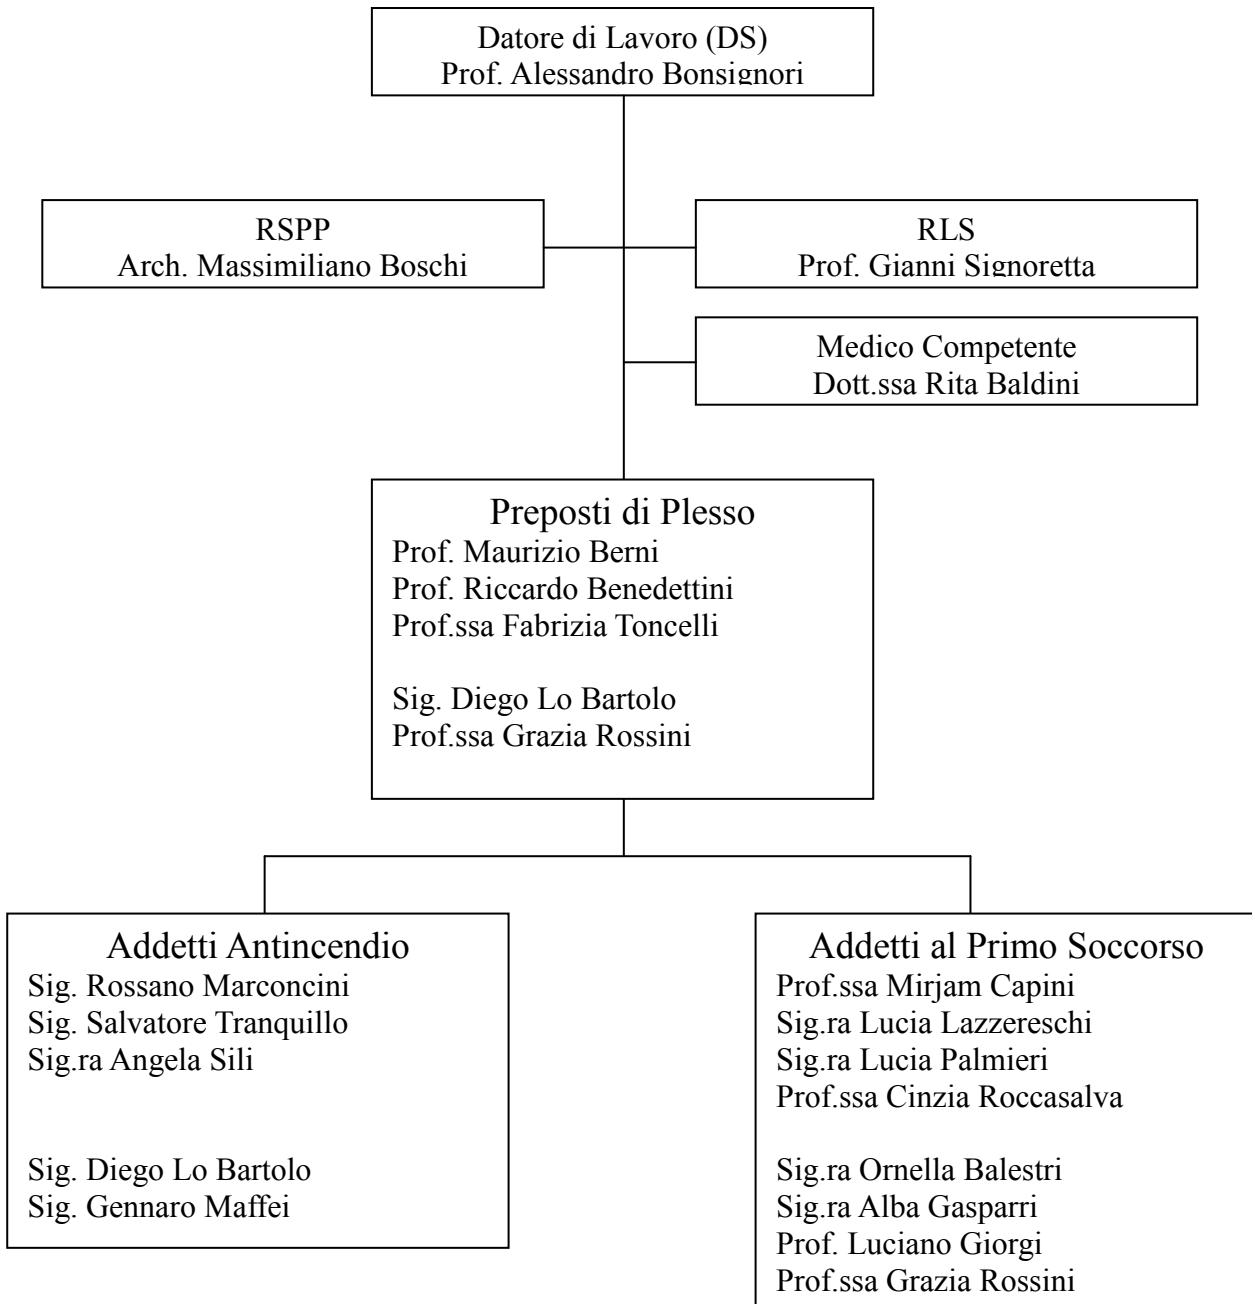 Datore di Lavoro (DS)
Prof. Alessandro Bonsignori
RSPP
Arch. Massimiliano Boschi
RLS
Prof. Gianni Signoretta
Medico Competente
Dott.ssa Rita Baldini
Preposti di Plesso
Prof. Maurizio Berni
Prof. Riccardo Benedettini
Prof.ssa Fabrizia Toncelli
Sig. Diego Lo Bartolo
Prof.ssa Grazia Rossini
Addetti Antincendio
Sig. Rossano Marconcini
Sig. Salvatore Tranquillo
Sig.ra Angela Sili
Sig. Diego Lo Bartolo
Sig. Gennaro Maffei
Addetti al Primo Soccorso
Prof.ssa Mirjam Capini
Sig.ra Lucia Lazzereschi
Sig.ra Lucia Palmieri
Prof.ssa Cinzia Roccasalva
Sig.ra Ornella Balestri
Sig.ra Alba Gasparri
Prof. Luciano Giorgi
Prof.ssa Grazia Rossini